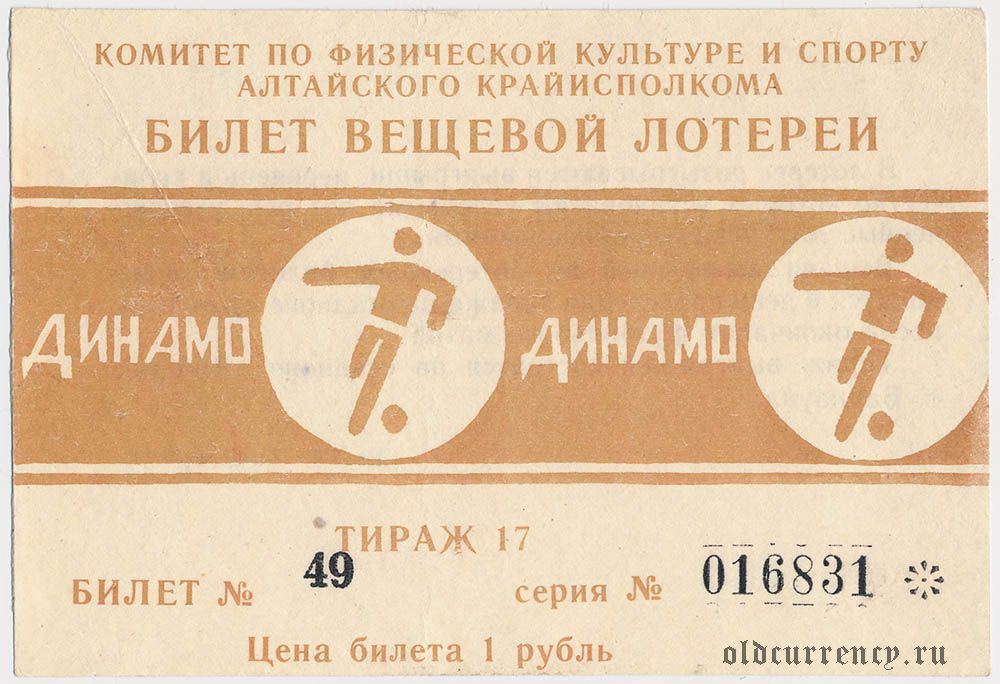 КОМИТЕТ ПО ФИЗИЧЕСКОЙ КУЛЬТУРЕ И СПОРТУ
АЛТАЙСКОГО КРАЙИСПОЛКОМА
БИЛЕТ ВЕЩЕВОЙ ЛОТЕРЕИ
ДИНАМО ДИНАМО
ТИРАЖ 17
БИЛЕТ № 49 серия № 016831
Цена билета 1 рубль
oldcurrency.ru